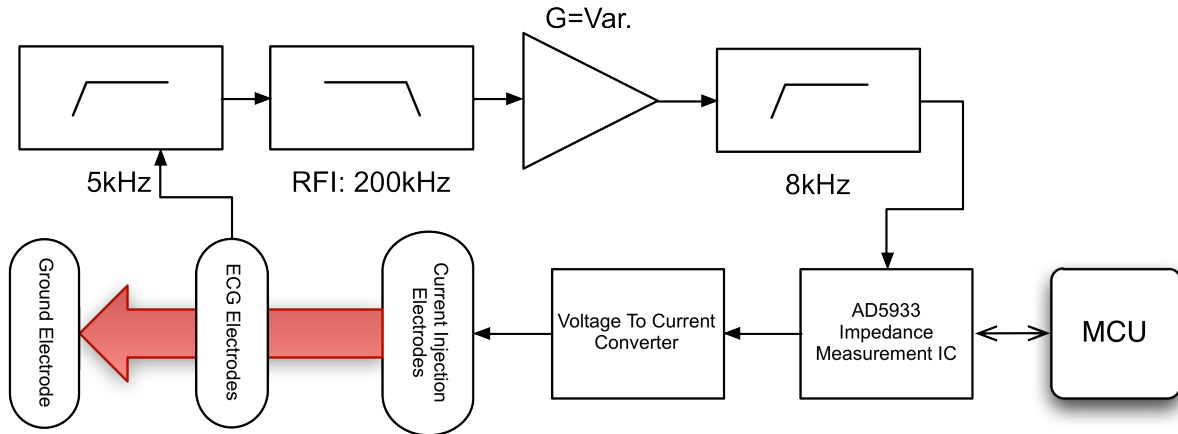 G=Var.
5kHz
RFI: 200kHz
8kHz
Ground Electrode
ECG Electrodes
Current Injection
Electrodes
Voltage To Current
Converter
AD5933
Impedance
Measurement IC
MCU